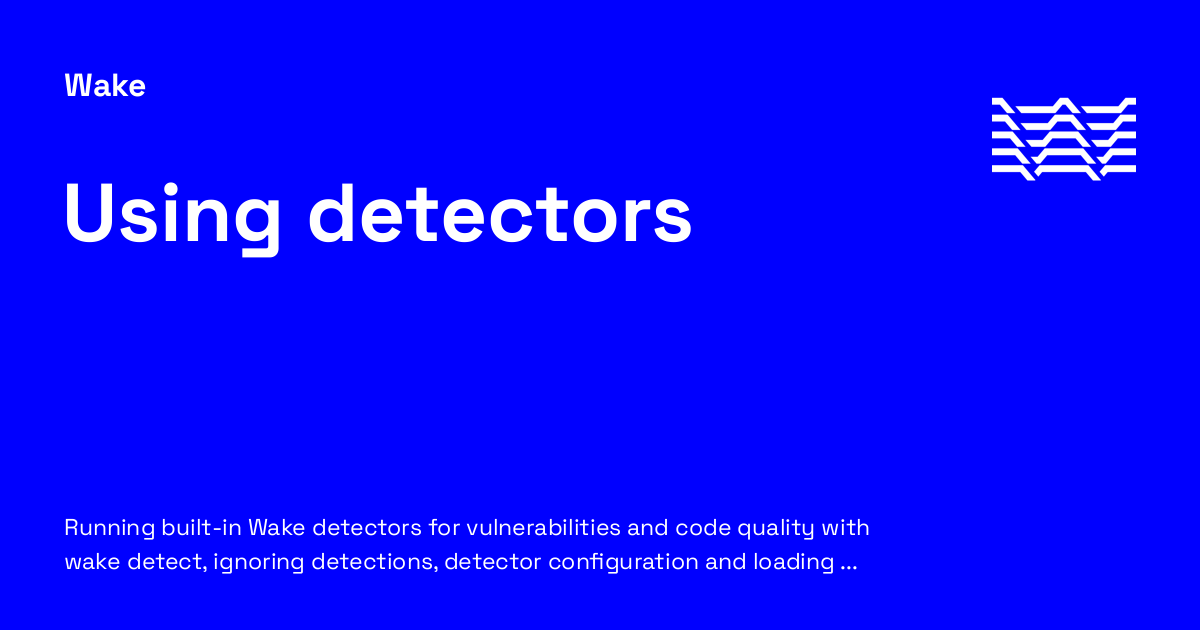 Wake
Using detectors
Running built-in Wake detectors for vulnerabilities and code quality with
wake detect, ignoring detections, detector configuration and loading ...